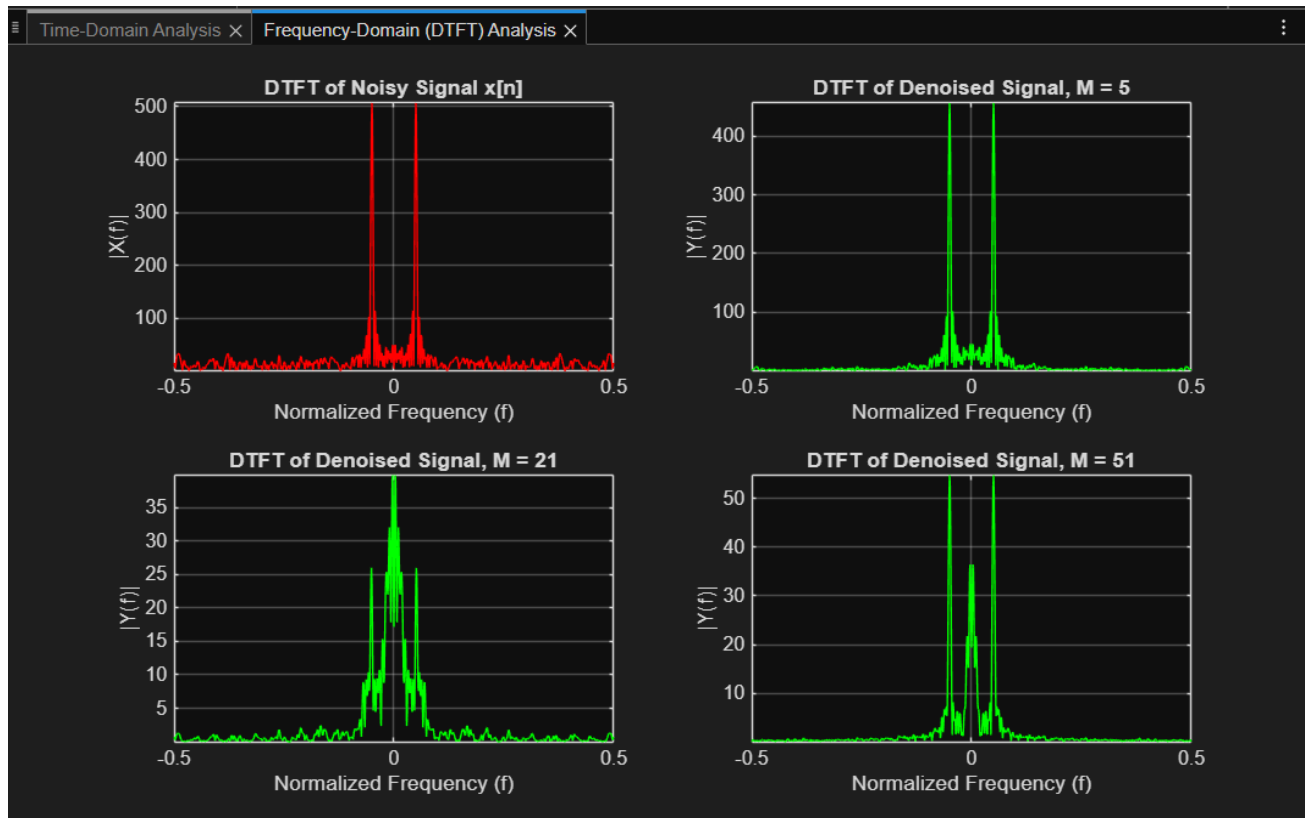 Time-Domain Analysis ×
Frequency-Domain (DTFT) Analysis ×
DTFT of Noisy Signal x[n]
500
400
300
200
100
|X(f)|
-0.5 0 0.5
Normalized Frequency (f)
DTFT of Denoised Signal, M = 5
400
300
200
100
|Y(f)|
-0.5 0 0.5
Normalized Frequency (f)
DTFT of Denoised Signal, M = 21
35
30
25
20
15
10
5
|Y(f)|
-0.5 0 0.5
Normalized Frequency (f)
DTFT of Denoised Signal, M = 51
50
40
30
20
10
|Y(f)|
-0.5 0 0.5
Normalized Frequency (f)